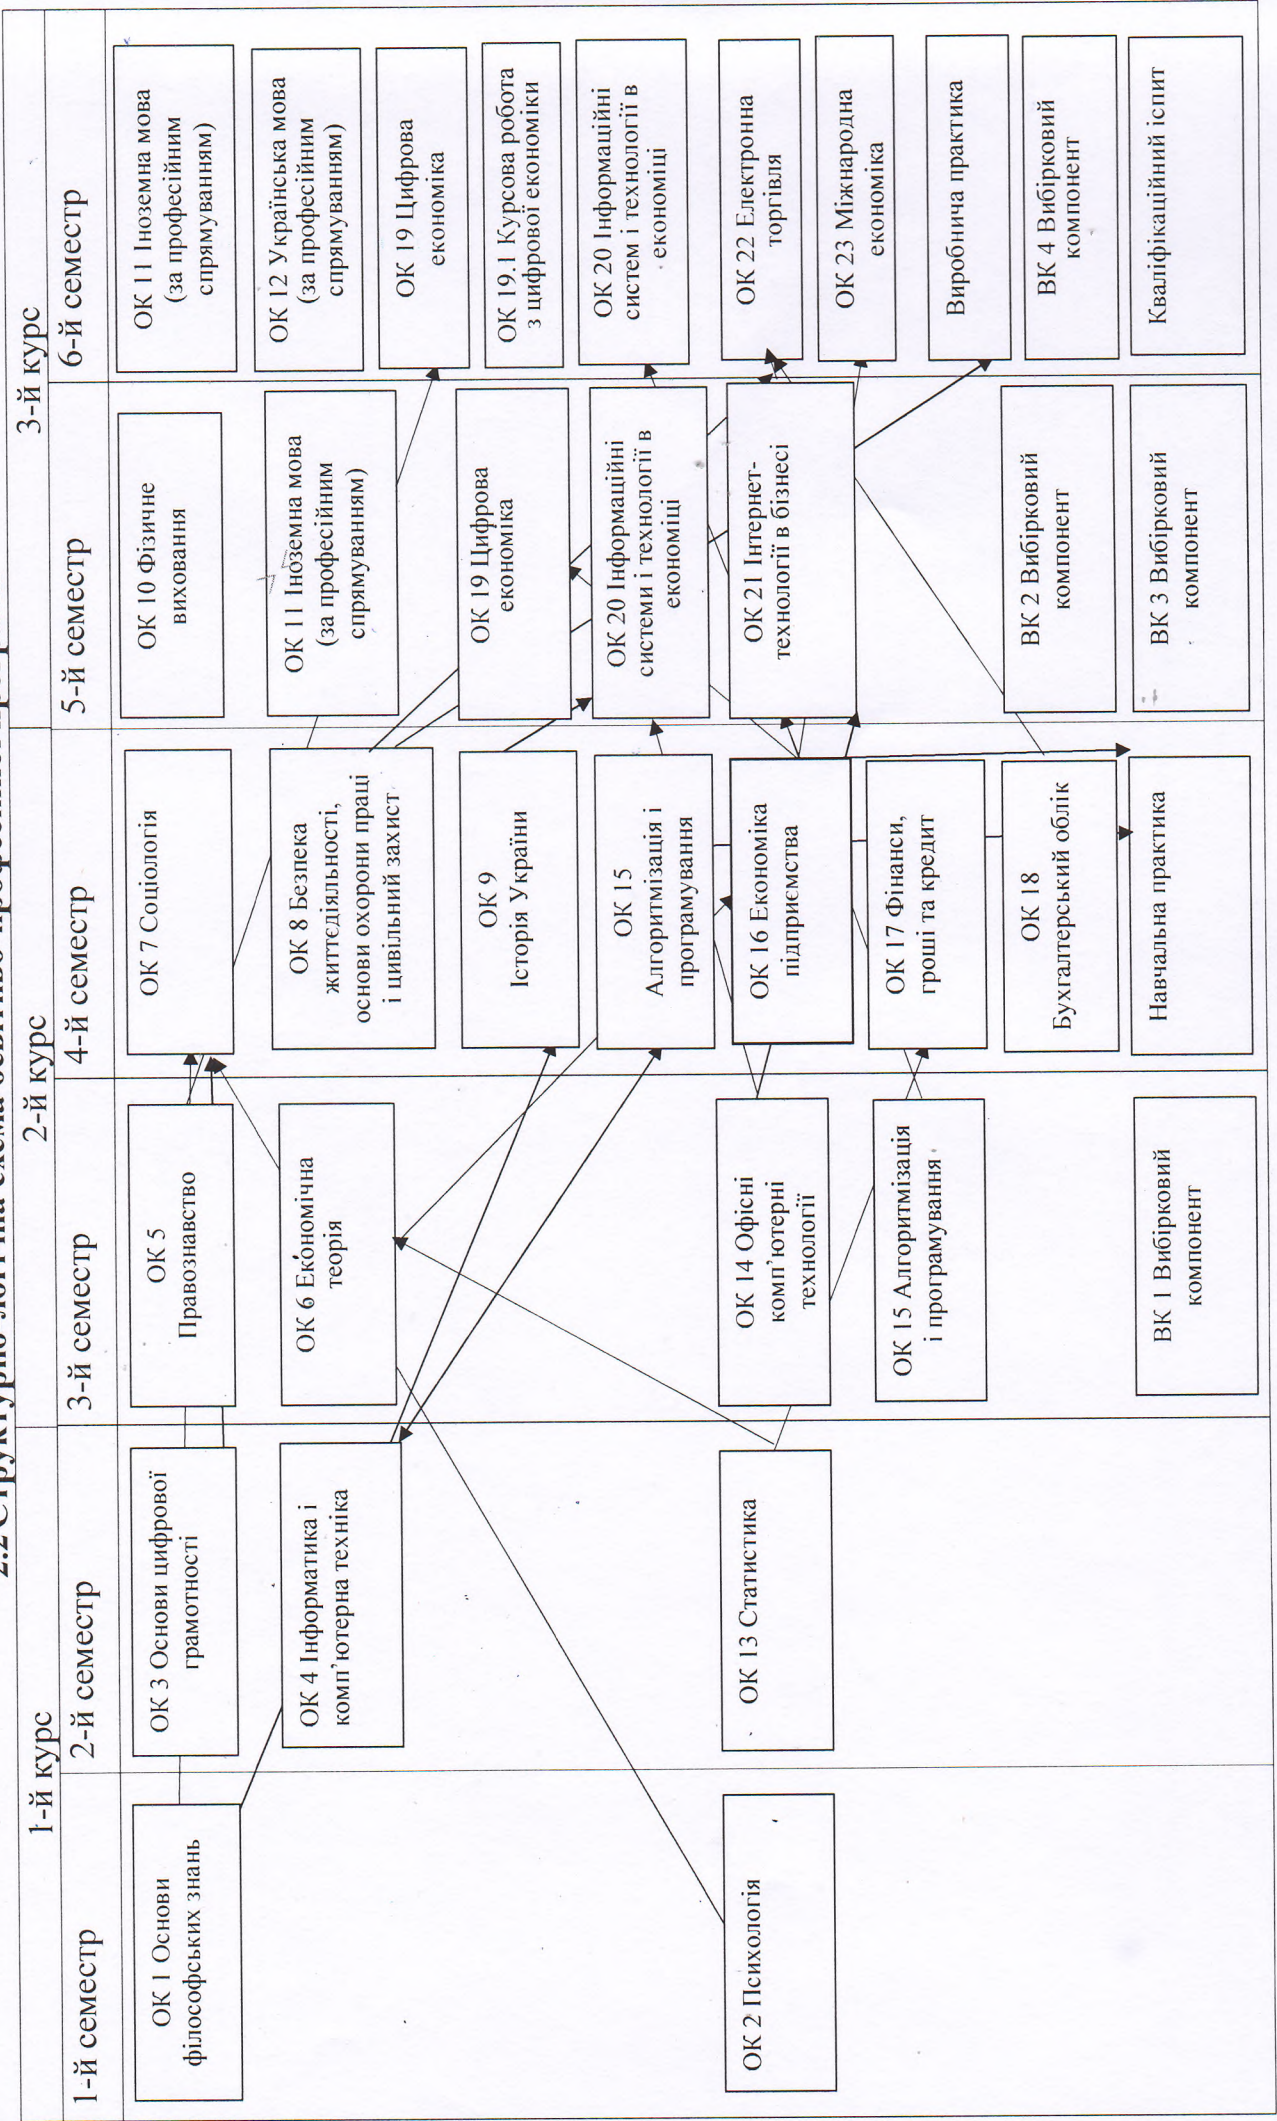 2.2 Структурно-логічна схема освітньо-професійної
1-й курс
2-й курс
3-й курс
1-й семестр
2-й семестр
3-й семестр
4-й семестр
5-й семестр
6-й семестр
ОК 1 Основи
філософських знань
ОК 2 Психологія
ОК 3 Основи цифрової
грамотності
ОК 4 Інформатика і
комп’ютерна техніка
ОК 13 Статистика
ОК 5
Правознавство
ОК 6 Економічна
теорія
ОК 14 Офісні
комп’ютерні
технології
ОК 15 Алгоритмізація
і програмування
ВК 1 Вибірковий
компонент
ОК 7 Соціологія
ОК 8 Безпека
життєдіяльності,
основи охорони праці
і цивільний захист
ОК 9
Історія України
ОК 15
Алгоритмізація і
програмування
ОК 16 Економіка
підприємства
ОК 17 Фінанси,
гроші та кредит
ОК 18
Бухгалтерський облік
Навчальна практика
ОК 10 Фізичне
виховання
ОК 11 Іноземна мова
(за професійним
спрямуванням)
ОК 19 Цифрова
економіка
ОК 20 Інформаційні
системи і технології в
економіці
ОК 21 Інтернет-
технології в бізнесі
ВК 2 Вибірковий
компонент
ВК 3 Вибірковий
компонент
ОК 11 Іноземна мова
(за професійним
спрямуванням)
ОК 12 Українська мова
(за професійним
спрямуванням)
ОК 19 Цифрова
економіка
ОК 19.1 Курсова робота
з цифрової економіки
ОК 20 Інформаційні
систем і технології в
економіці
ОК 22 Електронна
торгівля
ОК 23 Міжнародна
економіка
Виробнича практика
ВК 4 Вибірковий
компонент
Кваліфікаційний іспит